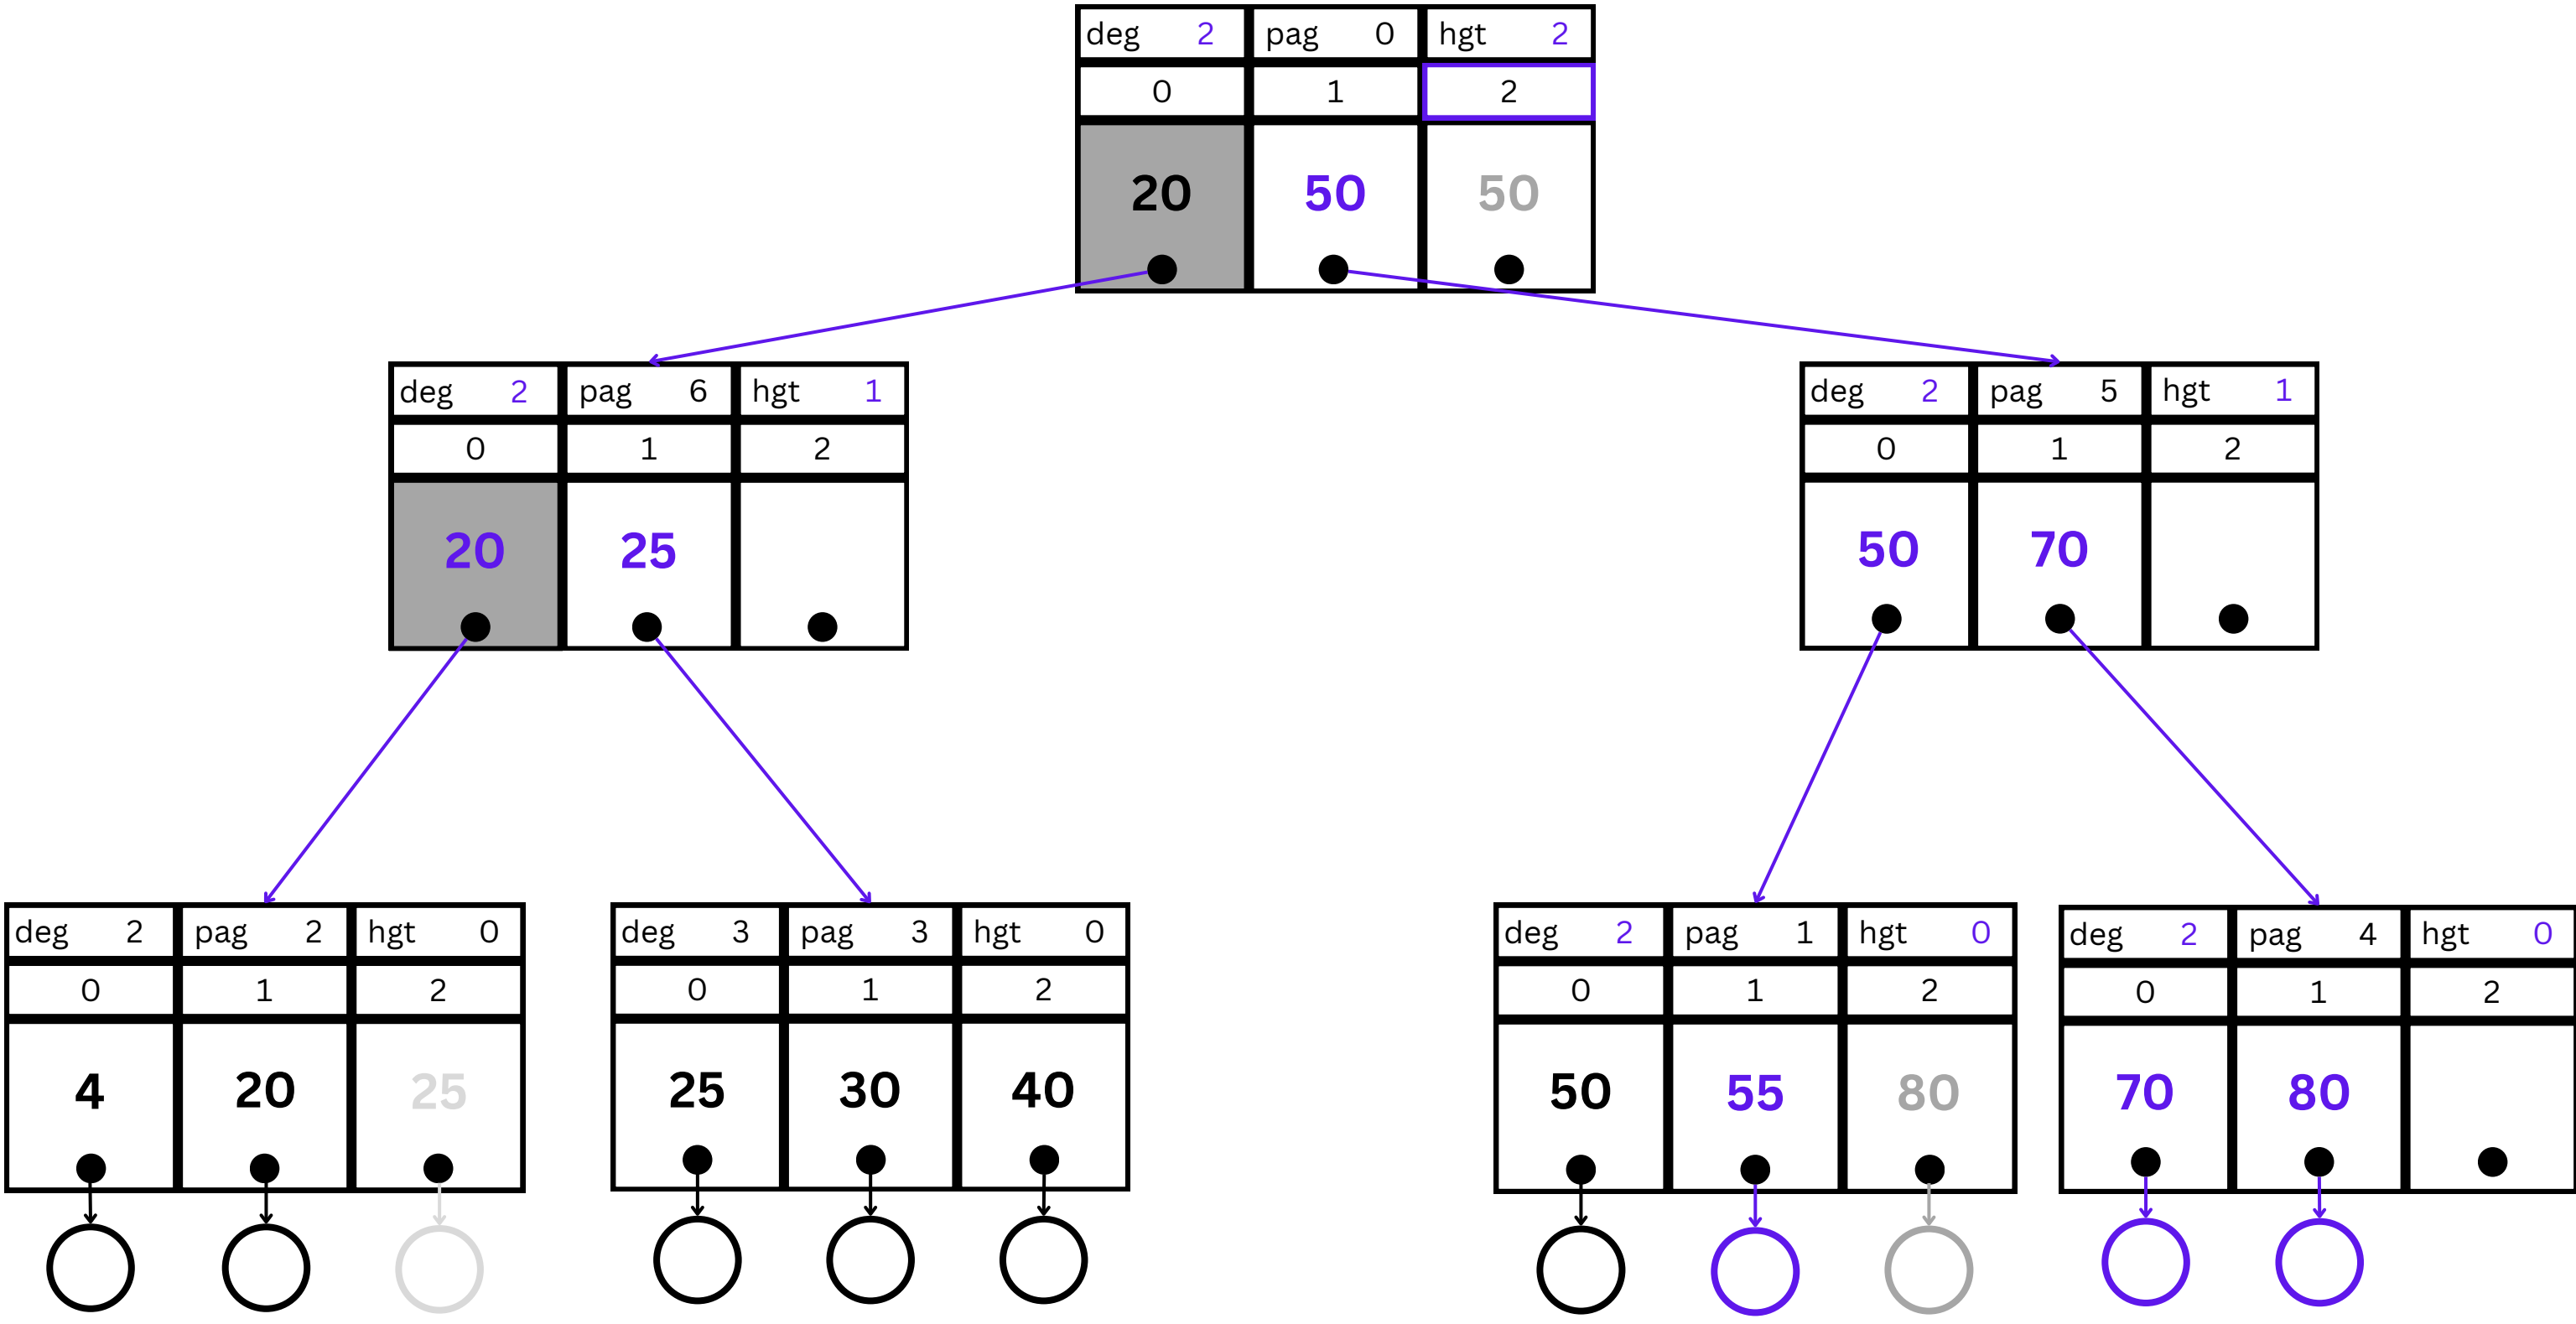 deg 2 pag 0 hgt 2
0 1 2
20 50 50
deg 2 pag 6 hgt 1
0 1 2
20 25
deg 2 pag 5 hgt 1
0 1 2
50 70
deg 2 pag 2 hgt 0
0 1 2
4 20 25
deg 3 pag 3 hgt 0
0 1 2
25 30 40
deg 2 pag 1 hgt 0
0 1 2
50 55 80
deg 2 pag 4 hgt 0
0 1 2
70 80